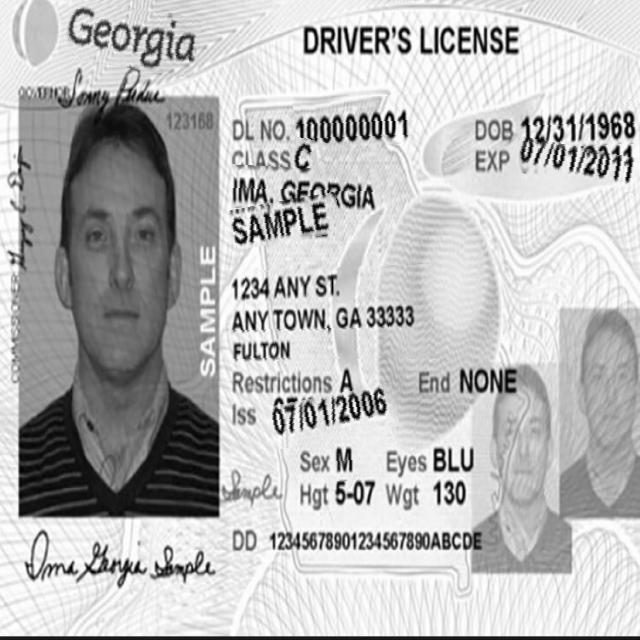 Georgia
DRIVER'S LICENSE
GOVERNOR Sonny Perdue
123168
DL NO. 100000001
DOB 12/31/1968
CLASS C
EXP 07/01/2011
IMA, GEORGIA
SAMPLE
SAMPLE
1234 ANY ST.
ANY TOWN, GA 33333
FULTON
Restrictions A End NONE
Iss 07/01/2006
Sex M Eyes BLU
Sample
Hgt 5-07 Wgt 130
DD 12345678901234567890ABCDE
COMMISSIONER
Ima Georgia Sample